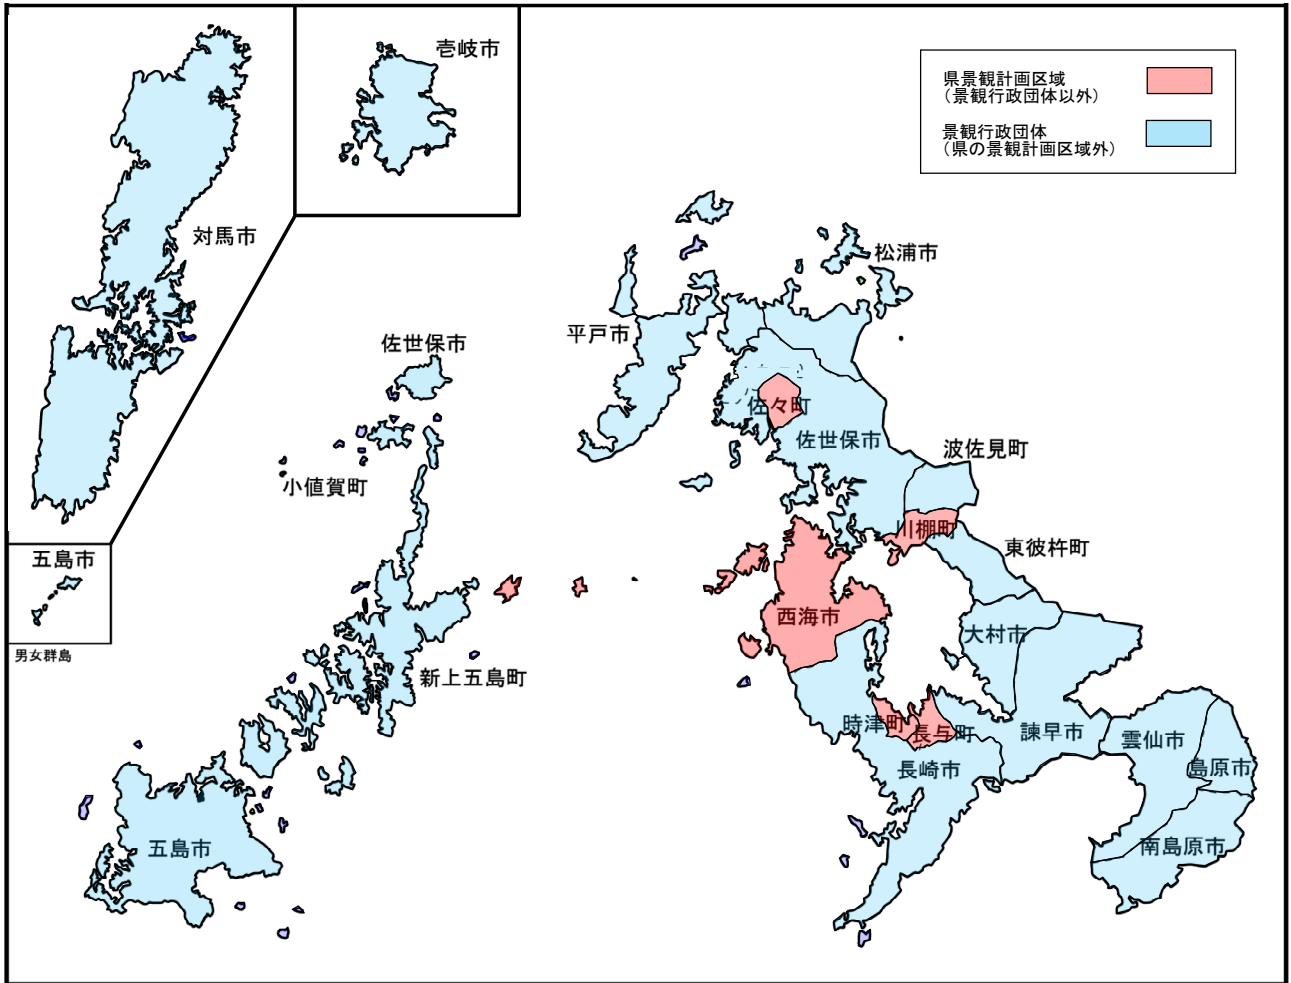 壱岐市
県景観計画区域
（景観行政団体以外）
景観行政団体
（県の景観計画区域外）
対馬市
松浦市
平戸市
佐世保市
佐々町
佐世保市
波佐見町
小値賀町
川棚町
東彼杵町
五島市
男女群島
西海市
大村市
新上五島町
時津町
長与町
諫早市
雲仙市
長崎市
島原市
五島市
南島原市